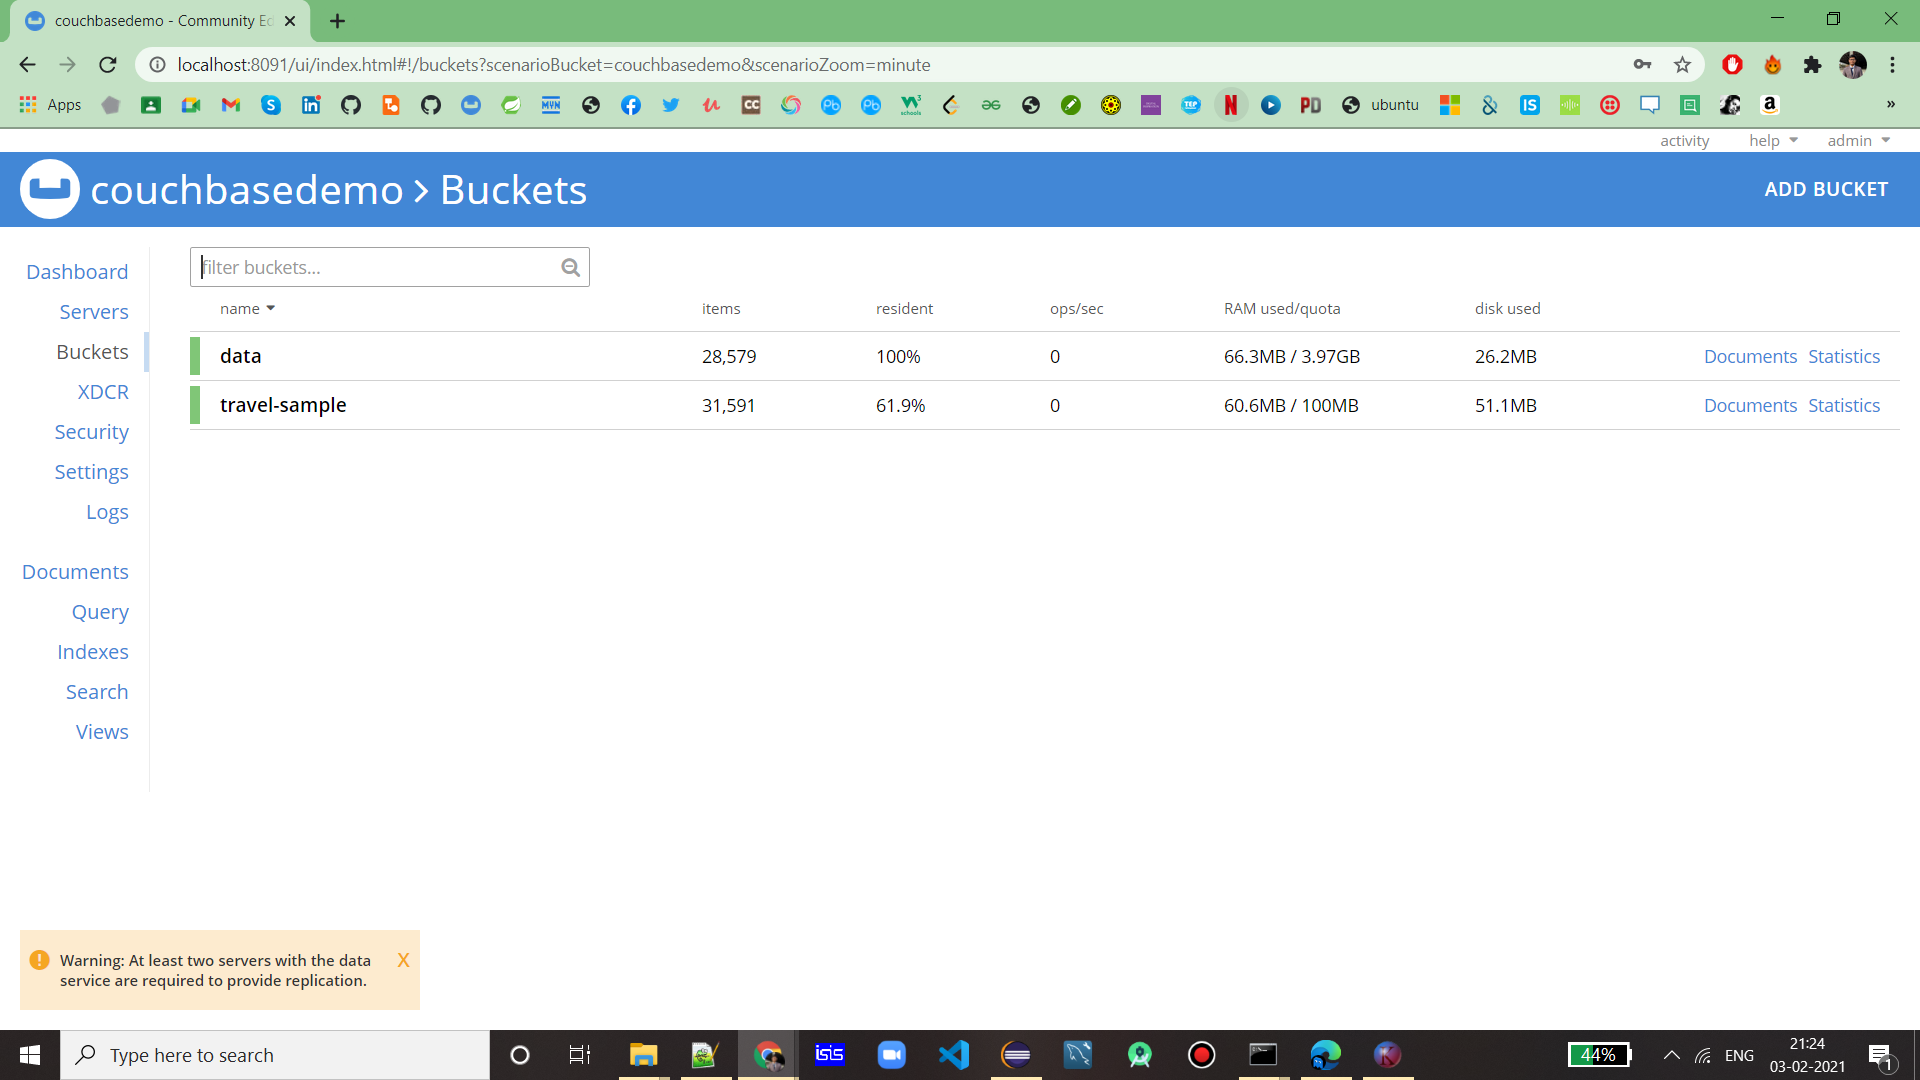 couchbasedemo - Community Ed
localhost:8091/ui/index.html#!/buckets?scenarioBucket=couchbasedemo&scenarioZoom=minute
Apps
ubuntu
activity help admin
couchbasedemo > Buckets
ADD BUCKET
Dashboard
Servers
Buckets
XDCR
Security
Settings
Logs
Documents
Query
Indexes
Search
Views
filter buckets...
name items resident ops/sec RAM used/quota disk used
data 28,579 100% 0 66.3MB / 3.97GB 26.2MB Documents Statistics
travel-sample 31,591 61.9% 0 60.6MB / 100MB 51.1MB Documents Statistics
Warning: At least two servers with the data
service are required to provide replication.
X
Type here to search
44%
ENG
21:24
03-02-2021
1